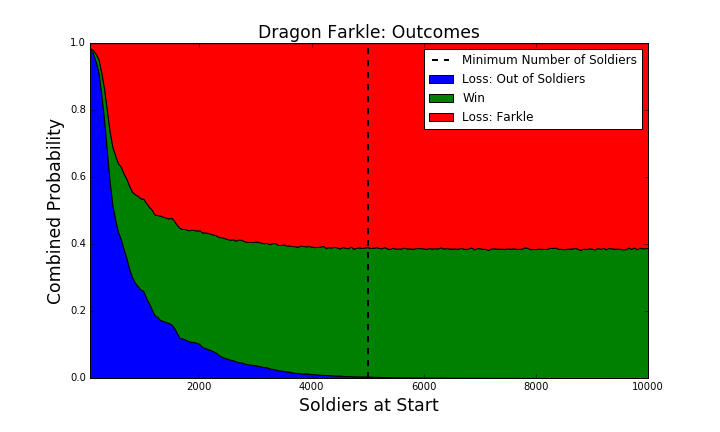 Dragon Farkle: Outcomes
Combined Probability
1.0
0.8
0.6
0.4
0.2
0.0
Minimum Number of Soldiers
Loss: Out of Soldiers
Win
Loss: Farkle
2000
4000
6000
8000
10000
Soldiers at Start